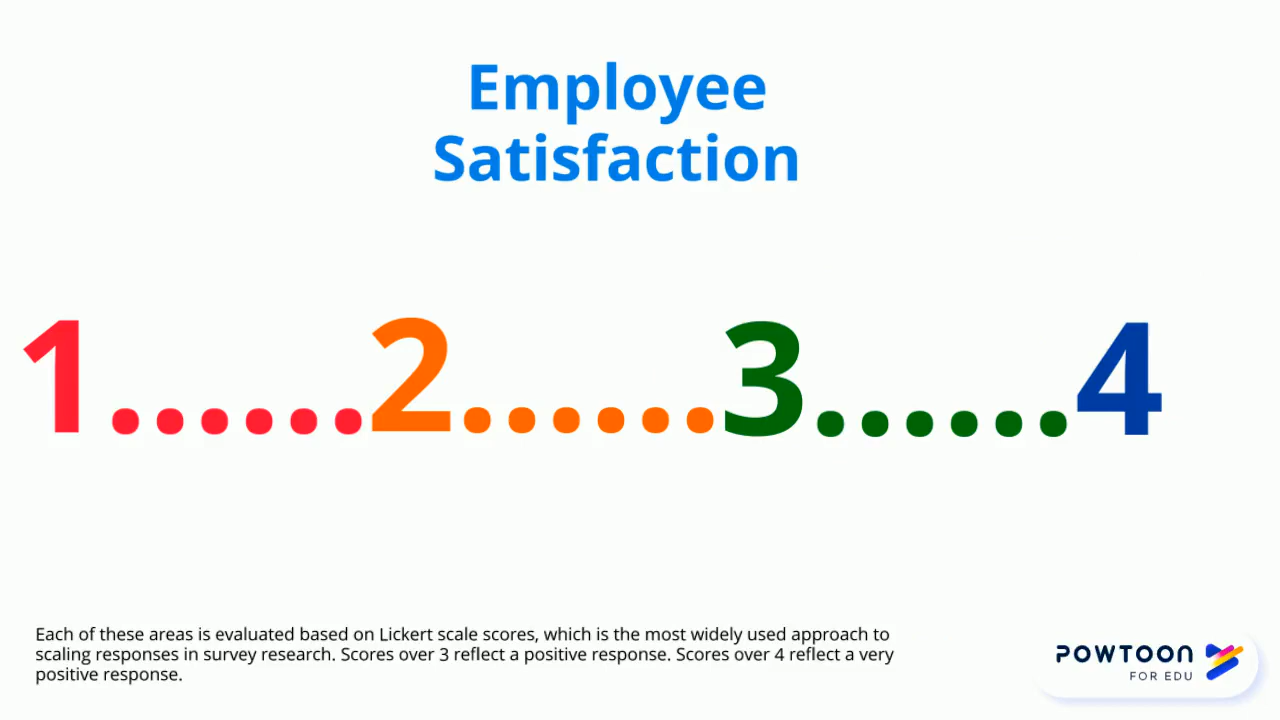 Employee
Satisfaction
1......2......3......4
Each of these areas is evaluated based on Lickert scale scores, which is the most widely used approach to
scaling responses in survey research. Scores over 3 reflect a positive response. Scores over 4 reflect a very
positive response.
POWTOON
FOR EDU